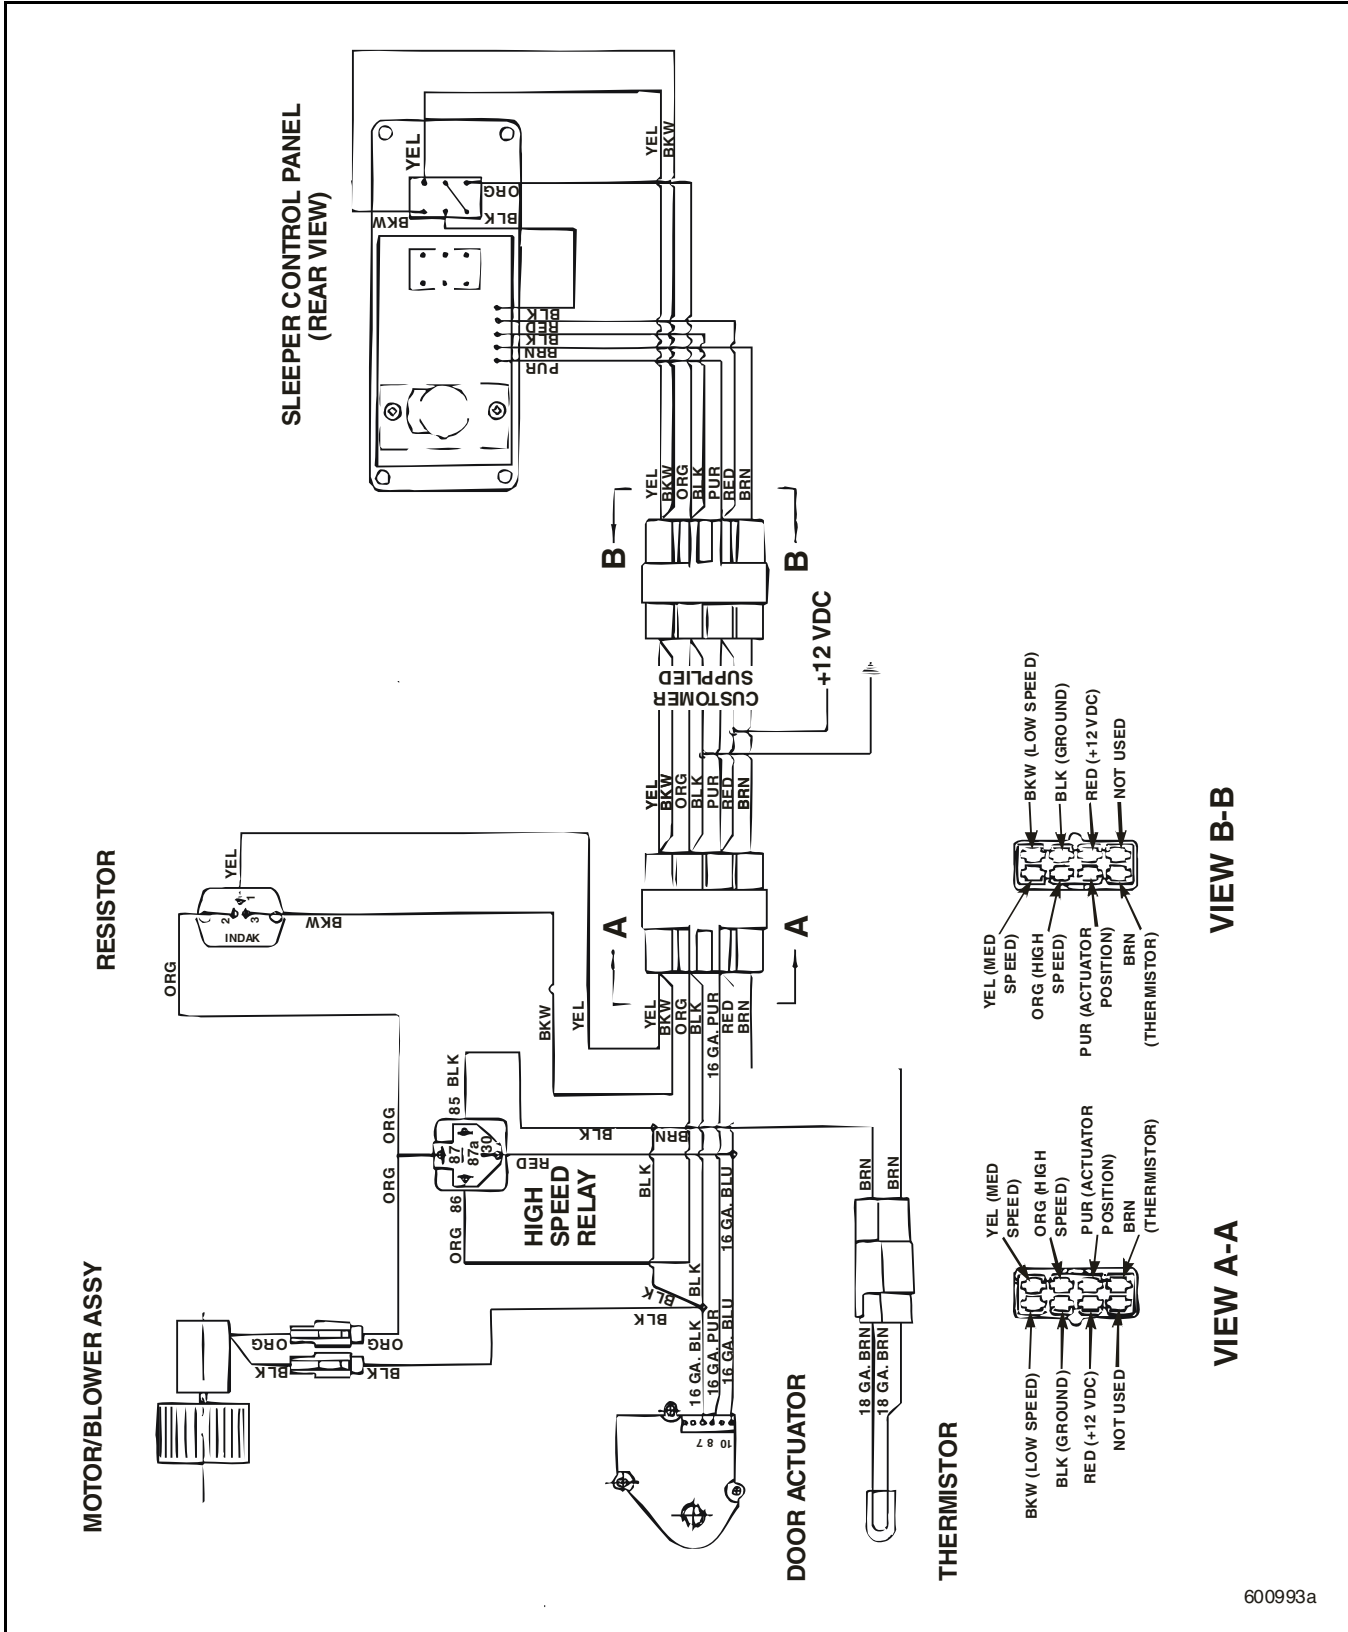 SLEEPER CONTROL PANEL
(REAR VIEW)
YEL
BKW
YEL
ORG
BKW
BLK
BLK
RED
BLK
BRN
PUR
YEL
BKW
ORG
BLK
PUR
RED
BRN
B
B
+12 VDC
CUSTOMER
SUPPLIED
YEL
BKW
ORG
BLK
PUR
RED
BRN
A
A
YEL
BKW
ORG
BLK
16 GA. PUR
RED
BRN
RESISTOR
YEL
1
2
3
INDAK
BKW
ORG
BKW
YEL
ORG
ORG
85
BLK
87
87a
30
86
ORG
RED
HIGH
SPEED
RELAY
BLK
BRN
BLK
BLK
BLK
BLK
16 GA. BLU
MOTOR/BLOWER ASSY
ORG
ORG
BLK
BLK
16 GA. BLK
16 GA. PUR
16 GA. BLU
10 8 7
DOOR ACTUATOR
BRN
BRN
18 GA. BRN
18 GA. BRN
THERMISTOR
BKW (LOW SPEED)
BLK (GROUND)
RED (+12 VDC)
NOT USED
YEL (MED
SPEED)
ORG (HIGH
SPEED)
PUR (ACTUATOR
POSITION)
BRN
(THERMISTOR)
VIEW B-B
YEL (MED
SPEED)
ORG (HIGH
SPEED)
PUR (ACTUATOR
POSITION)
BRN
(THERMISTOR)
BKW (LOW SPEED)
BLK (GROUND)
RED (+12 VDC)
NOT USED
VIEW A-A
600993a